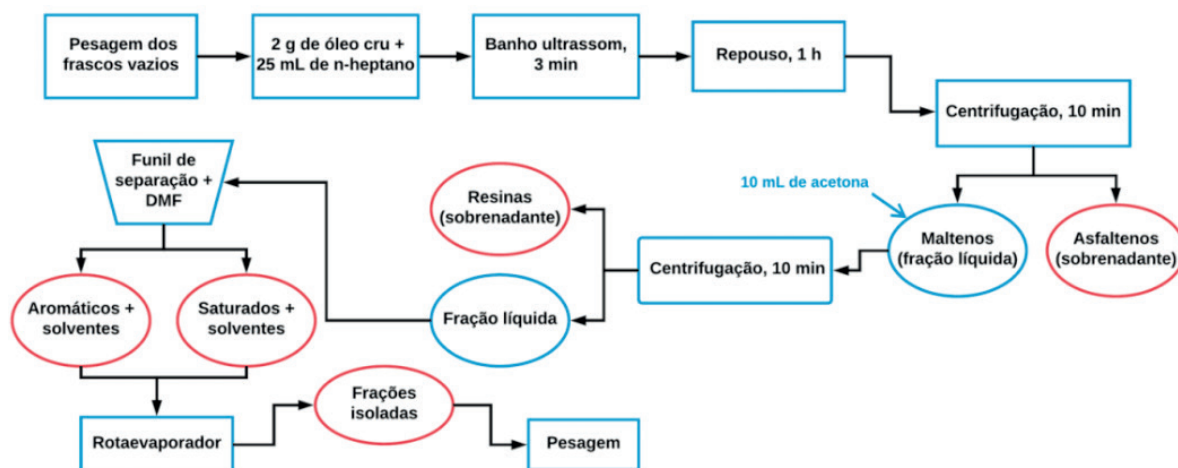 Pesagem dos
frascos vazios
2 g de óleo cru +
25 mL de n-heptano
Banho ultrassom,
3 min
Repouso, 1 h
Centrifugação, 10 min
10 mL de acetona
Maltenos
(fração líquida)
Asfaltenos
(sobrenadante)
Centrifugação, 10 min
Resinas
(sobrenadante)
Fração líquida
Funil de
separação +
DMF
Aromáticos +
solventes
Saturados +
solventes
Rotaevaporador
Frações
isoladas
Pesagem